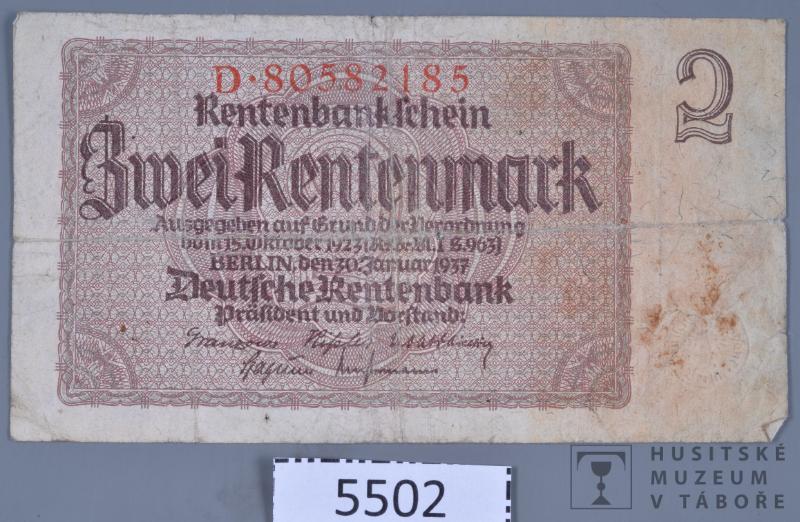 D·80582185
2
Rentenbankschein
Zwei Rentenmark
Ausgegeben auf Grund der Verordnung
vom 15. Oktober 1923 (R.G.Bl. I S. 963)
BERLIN, den 30. Januar 1937
Deutsche Rentenbank
Präsident und Vorstand:
5502
HUSITSKÉ
MUZEUM
V TÁBOŘE